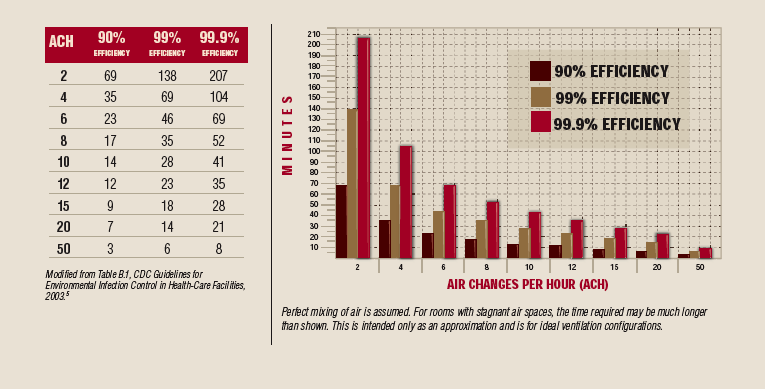 ACH 90% EFFICIENCY 99% EFFICIENCY 99.9% EFFICIENCY
2 69 138 207
4 35 69 104
6 23 46 69
8 17 35 52
10 14 28 41
12 12 23 35
15 9 18 28
20 7 14 21
50 3 6 8
Modified from Table B.1, CDC Guidelines for
Environmental Infection Control in Health-Care Facilities,
2003.⁵
MINUTES
210
200
190
180
170
160
150
140
130
120
110
100
90
80
70
60
50
40
30
20
10
90% EFFICIENCY
99% EFFICIENCY
99.9% EFFICIENCY
2 4 6 8 10 12 15 20 50
AIR CHANGES PER HOUR (ACH)
Perfect mixing of air is assumed. For rooms with stagnant air spaces, the time required may be much longer
than shown. This is intended only as an approximation and is for ideal ventilation configurations.